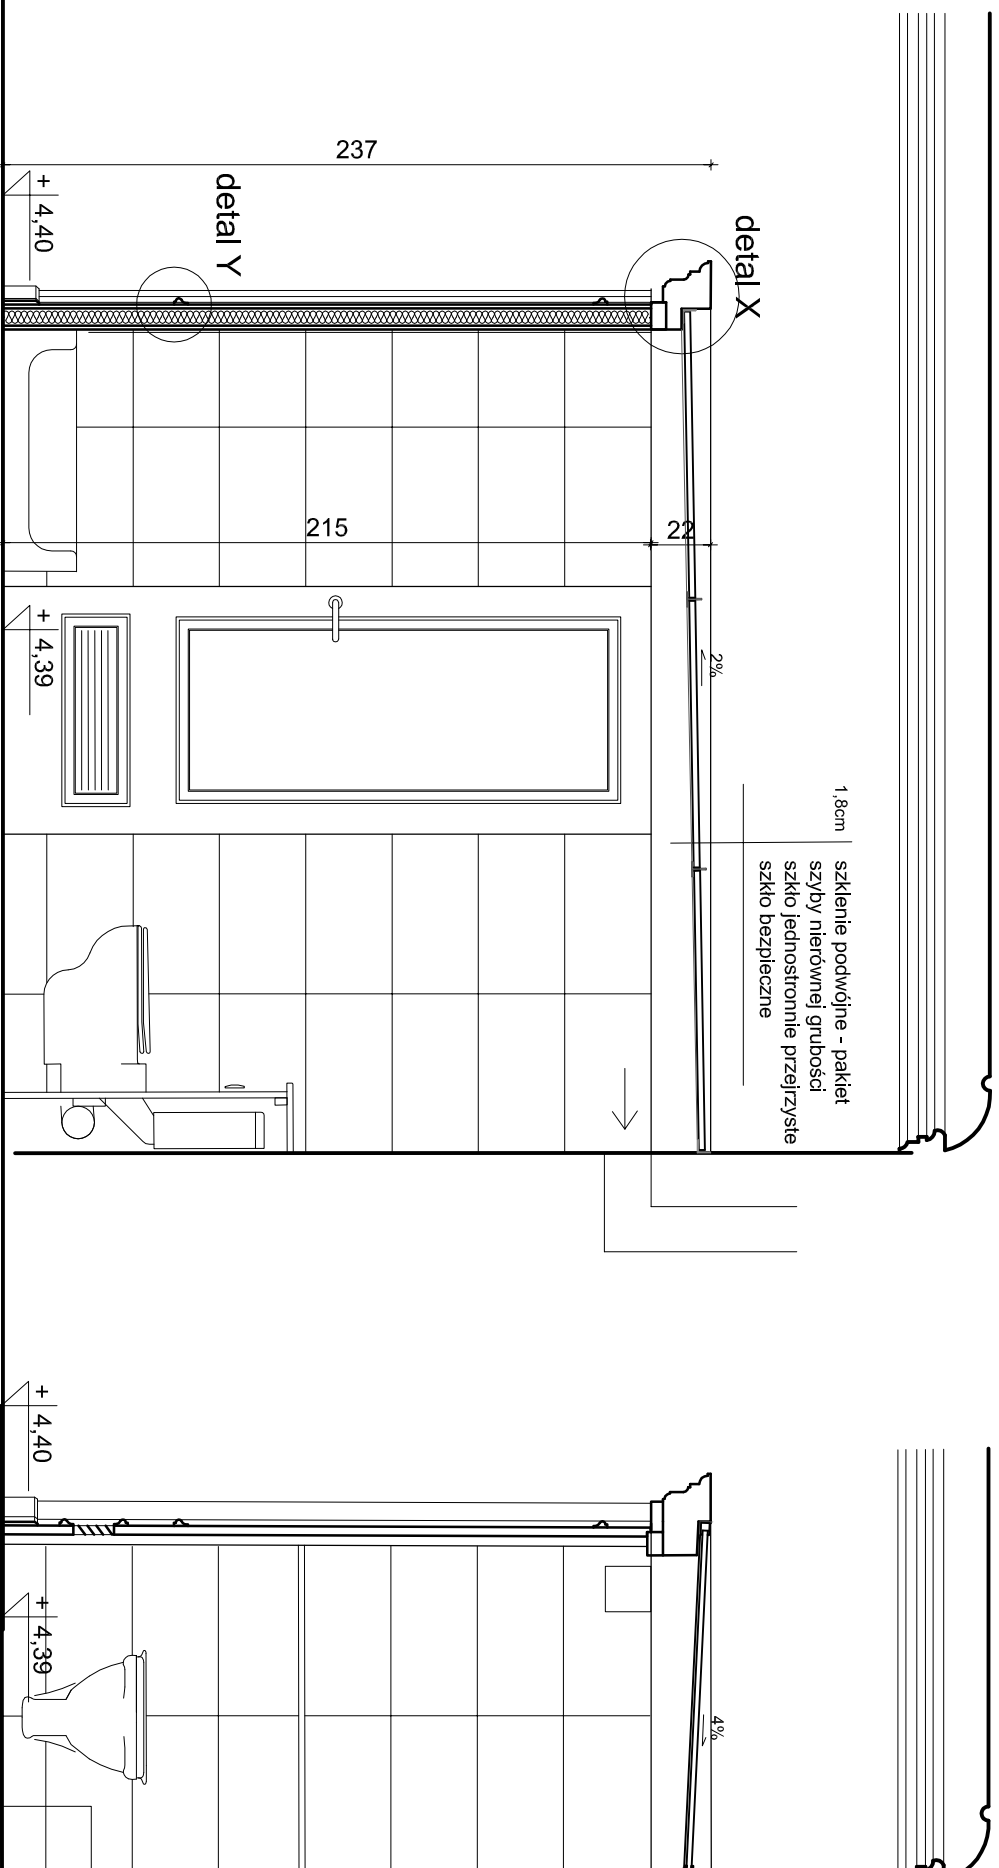 237
+ 4,40
detal Y
detal X
215
22
+ 4,39
2%
1,8cm
szklenie podwójne - pakiet
szyby nierównej grubości
szkło jednostronnie przejrzyste
szkło bezpieczne
+ 4,40
+ 4,39
4%